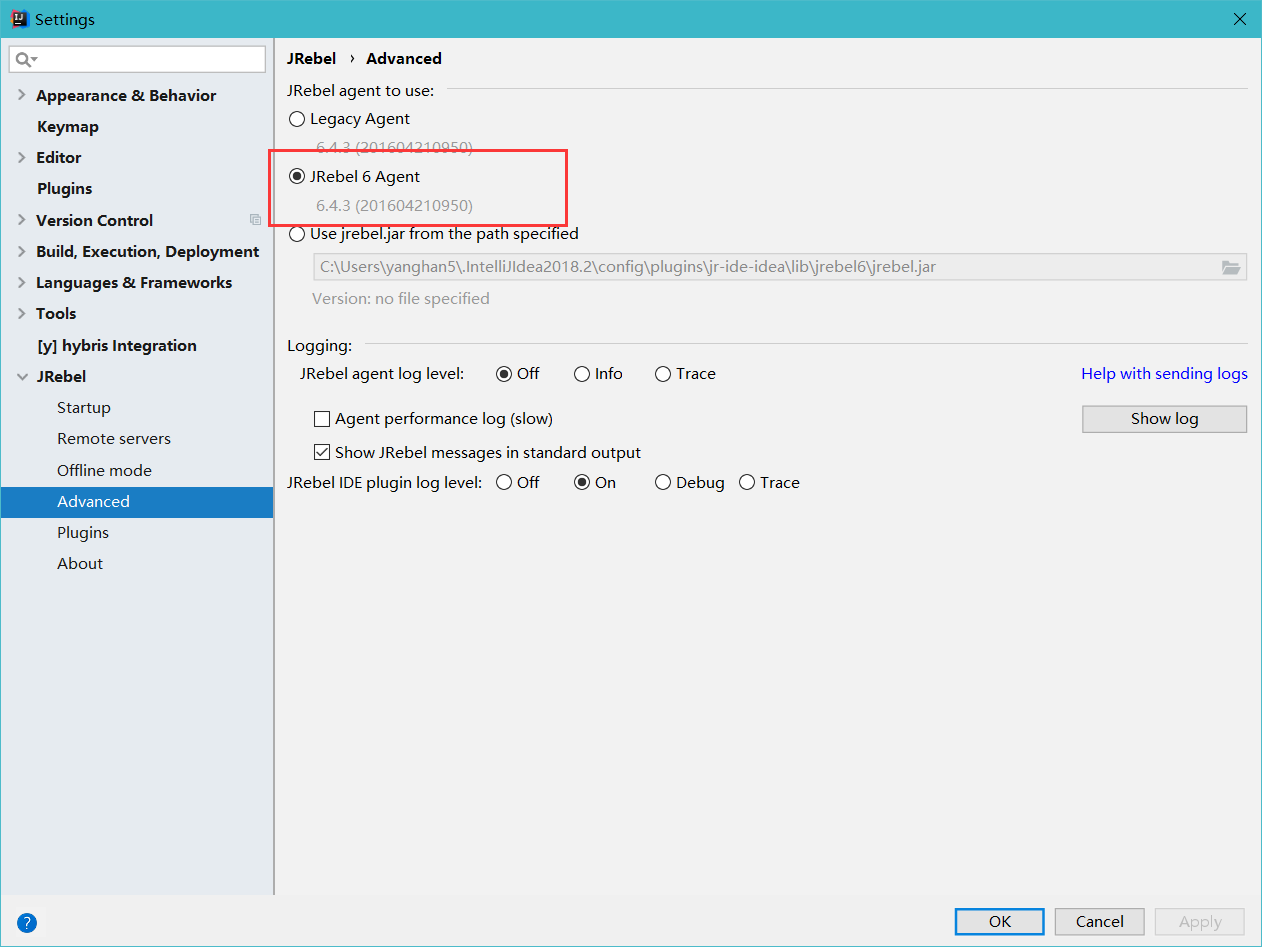 Settings
Appearance & Behavior
Keymap
Editor
Plugins
Version Control
Build, Execution, Deployment
Languages & Frameworks
Tools
[y] hybris Integration
JRebel
Startup
Remote servers
Offline mode
Advanced
Plugins
About
JRebel › Advanced
JRebel agent to use:
Legacy Agent
6.4.3 (201604210950)
JRebel 6 Agent
6.4.3 (201604210950)
Use jrebel.jar from the path specified
C:\Users\yanghan5\.IntelliJIdea2018.2\config\plugins\jr-ide-idea\lib\jrebel6\jrebel.jar
Version: no file specified
Logging:
JRebel agent log level: Off Info Trace Help with sending logs
Agent performance log (slow) Show log
Show JRebel messages in standard output
JRebel IDE plugin log level: Off On Debug Trace
? OK Cancel Apply